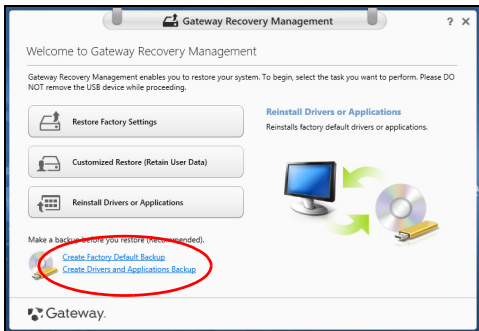 Gateway Recovery Management
? X
Welcome to Gateway Recovery Management
Gateway Recovery Management enables you to restore your system. To begin, select the task you want to perform. Please DO
NOT remove the USB device while proceeding.
Restore Factory Settings
Customized Restore (Retain User Data)
Reinstall Drivers or Applications
Reinstall Drivers or Applications
Reinstalls factory default drivers or applications.
Make a backup before you restore (Recommended).
Create Factory Default Backup
Create Drivers and Applications Backup
Gateway.